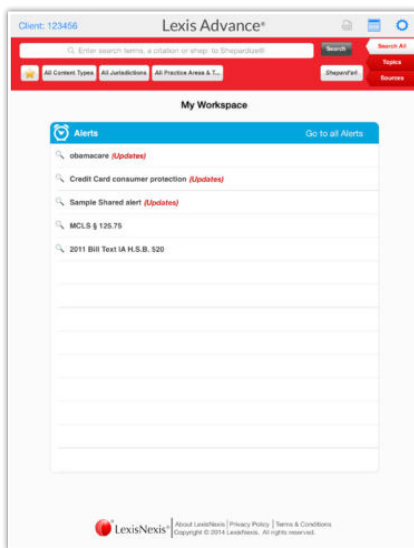 Client: 123456 Lexis Advance®
Enter search terms, a citation or shep: to Shepardize® Search Search All
All Content Types All Jurisdictions All Practice Areas & T... Shepard's® Topics
Sources
My Workspace
Alerts Go to all Alerts
obamacare (Updates)
Credit Card consumer protection (Updates)
Sample Shared alert (Updates)
MCLS § 125.75
2011 Bill Text IA H.S.B. 520
LexisNexis® About LexisNexis | Privacy Policy | Terms & Conditions
Copyright © 2014 LexisNexis. All rights reserved.